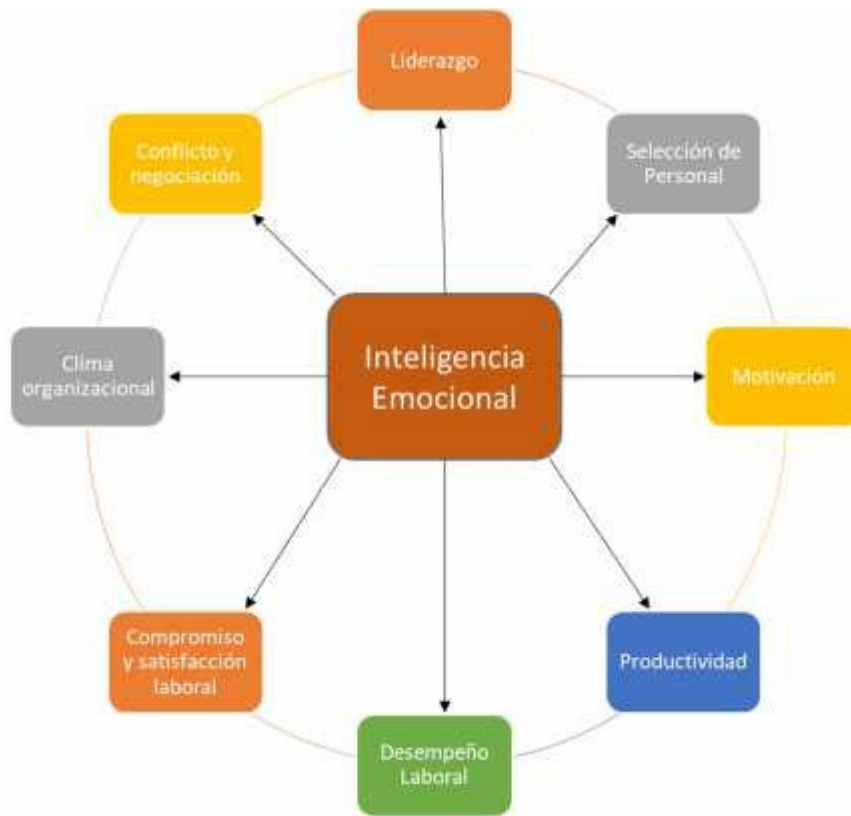 Liderazgo
Conflicto y
negociación
Selección de
Personal
Inteligencia
Emocional
Clima
organizacional
Motivación
Compromiso
y satisfacción
laboral
Productividad
Desempeño
Laboral